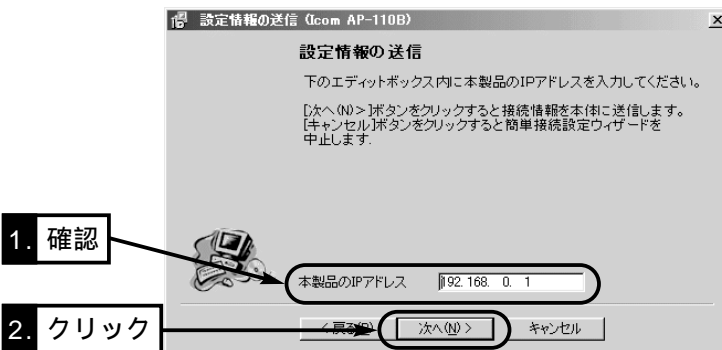 設定情報の送信 (Icom AP-110B)
設定情報の送信
下のエディットボックス内に本製品のIPアドレスを入力してください。
[次へ(N)>]ボタンをクリックすると接続情報を本体に送信します。
[キャンセル]ボタンをクリックすると簡単接続設定ウィザードを
中止します.
1. 確認
本製品のIPアドレス 192. 168. 0. 1
2. クリック
< 戻る(B) 次へ(N) > キャンセル